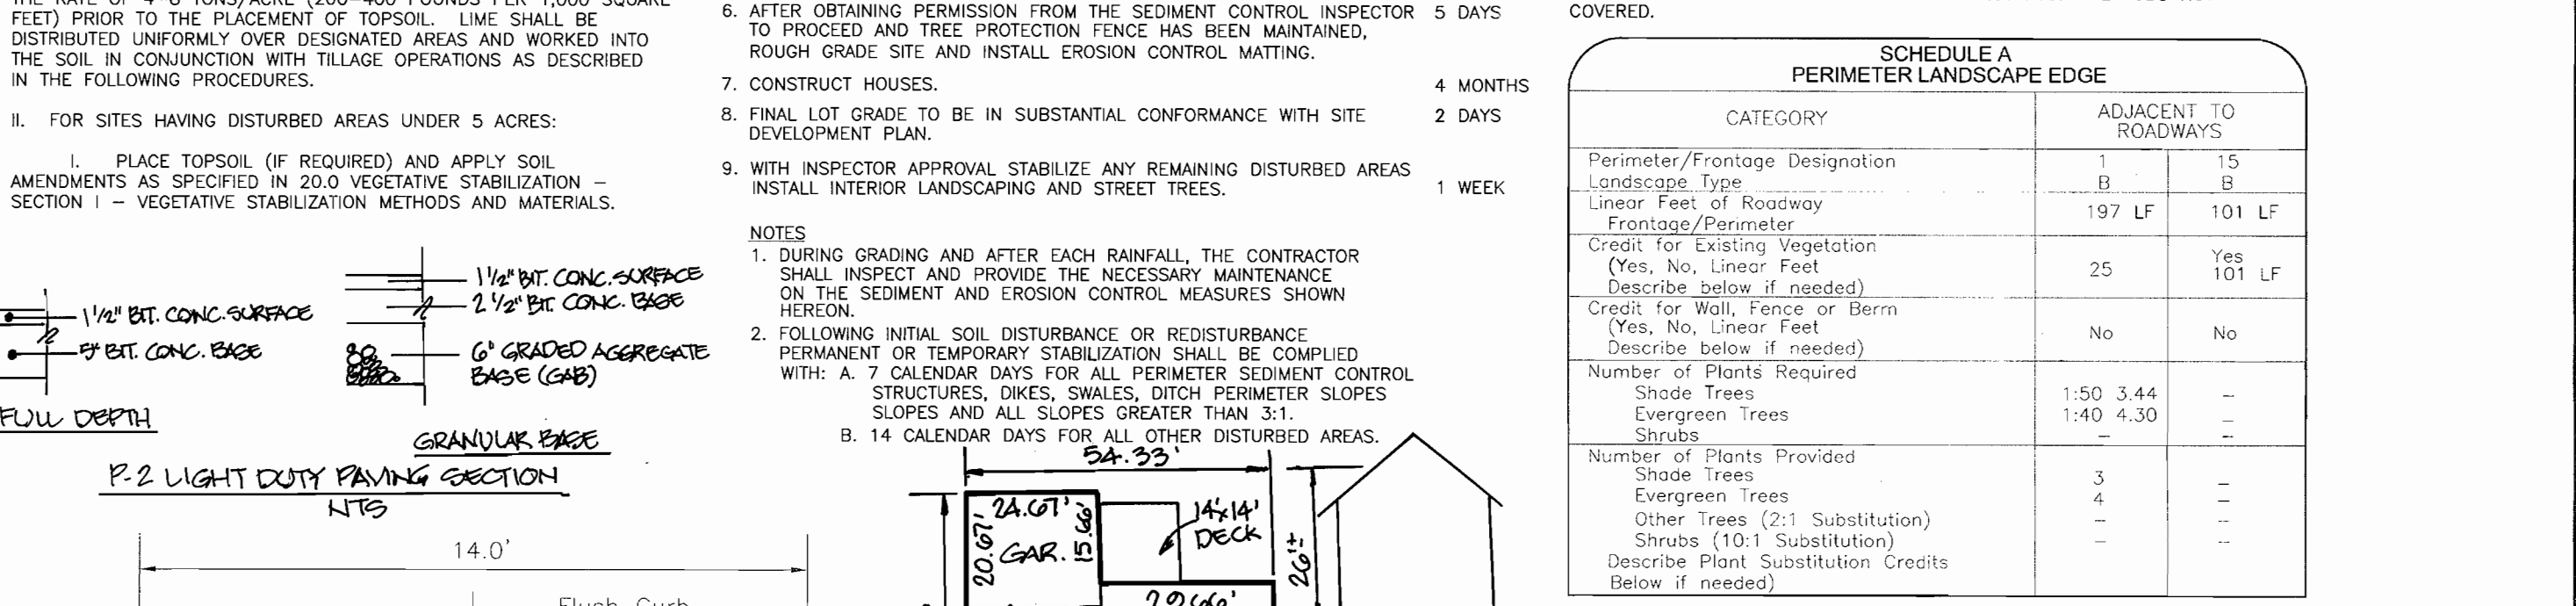 FEET) PRIOR TO THE PLACEMENT OF TOPSOIL. LIME SHALL BE
DISTRIBUTED UNIFORMLY OVER DESIGNATED AREAS AND WORKED INTO
THE SOIL IN CONJUNCTION WITH TILLAGE OPERATIONS AS DESCRIBED
IN THE FOLLOWING PROCEDURES.
II. FOR SITES HAVING DISTURBED AREAS UNDER 5 ACRES:
I. PLACE TOPSOIL (IF REQUIRED) AND APPLY SOIL
AMENDMENTS AS SPECIFIED IN 20.0 VEGETATIVE STABILIZATION –
SECTION I – VEGETATIVE STABILIZATION METHODS AND MATERIALS.
1 1/2" BIT. CONC. SURFACE
5" BIT. CONC. BASE
FULL DEPTH
1 1/2" BIT. CONC. SURFACE
2 1/2" BIT. CONC. BASE
6" GRADED AGGREGATE
BASE (GAB)
GRANULAR BASE
P-2 LIGHT DUTY PAVING SECTION
NTS
14.0'
Flush Curb
6. AFTER OBTAINING PERMISSION FROM THE SEDIMENT CONTROL INSPECTOR 5 DAYS
TO PROCEED AND TREE PROTECTION FENCE HAS BEEN MAINTAINED,
ROUGH GRADE SITE AND INSTALL EROSION CONTROL MATTING.
7. CONSTRUCT HOUSES. 4 MONTHS
8. FINAL LOT GRADE TO BE IN SUBSTANTIAL CONFORMANCE WITH SITE 2 DAYS
DEVELOPMENT PLAN.
9. WITH INSPECTOR APPROVAL STABILIZE ANY REMAINING DISTURBED AREAS
INSTALL INTERIOR LANDSCAPING AND STREET TREES. 1 WEEK
NOTES
1. DURING GRADING AND AFTER EACH RAINFALL, THE CONTRACTOR
SHALL INSPECT AND PROVIDE THE NECESSARY MAINTENANCE
ON THE SEDIMENT AND EROSION CONTROL MEASURES SHOWN
HEREON.
2. FOLLOWING INITIAL SOIL DISTURBANCE OR REDISTURBANCE
PERMANENT OR TEMPORARY STABILIZATION SHALL BE COMPLIED
WITH: A. 7 CALENDAR DAYS FOR ALL PERIMETER SEDIMENT CONTROL
STRUCTURES, DIKES, SWALES, DITCH PERIMETER SLOPES
SLOPES AND ALL SLOPES GREATER THAN 3:1.
B. 14 CALENDAR DAYS FOR ALL OTHER DISTURBED AREAS.
54.33'
24.67'
20.67'
GAR.
15.66'
14'x14'
DECK
26'±
29.66'
COVERED.
SCHEDULE A
PERIMETER LANDSCAPE EDGE
CATEGORY ADJACENT TO
ROADWAYS
Perimeter/Frontage Designation 1 15
Landscape Type B B
Linear Feet of Roadway
Frontage/Perimeter 197 LF 101 LF
Credit for Existing Vegetation
(Yes, No, Linear Feet 25 Yes
Describe below if needed) 101 LF
Credit for Wall, Fence or Berm
(Yes, No, Linear Feet No No
Describe below if needed)
Number of Plants Required
Shade Trees 1:50 3.44 –
Evergreen Trees 1:40 4.30 –
Shrubs – –
Number of Plants Provided
Shade Trees 3 –
Evergreen Trees 4 –
Other Trees (2:1 Substitution) – –
Shrubs (10:1 Substitution) – –
Describe Plant Substitution Credits
Below if needed)